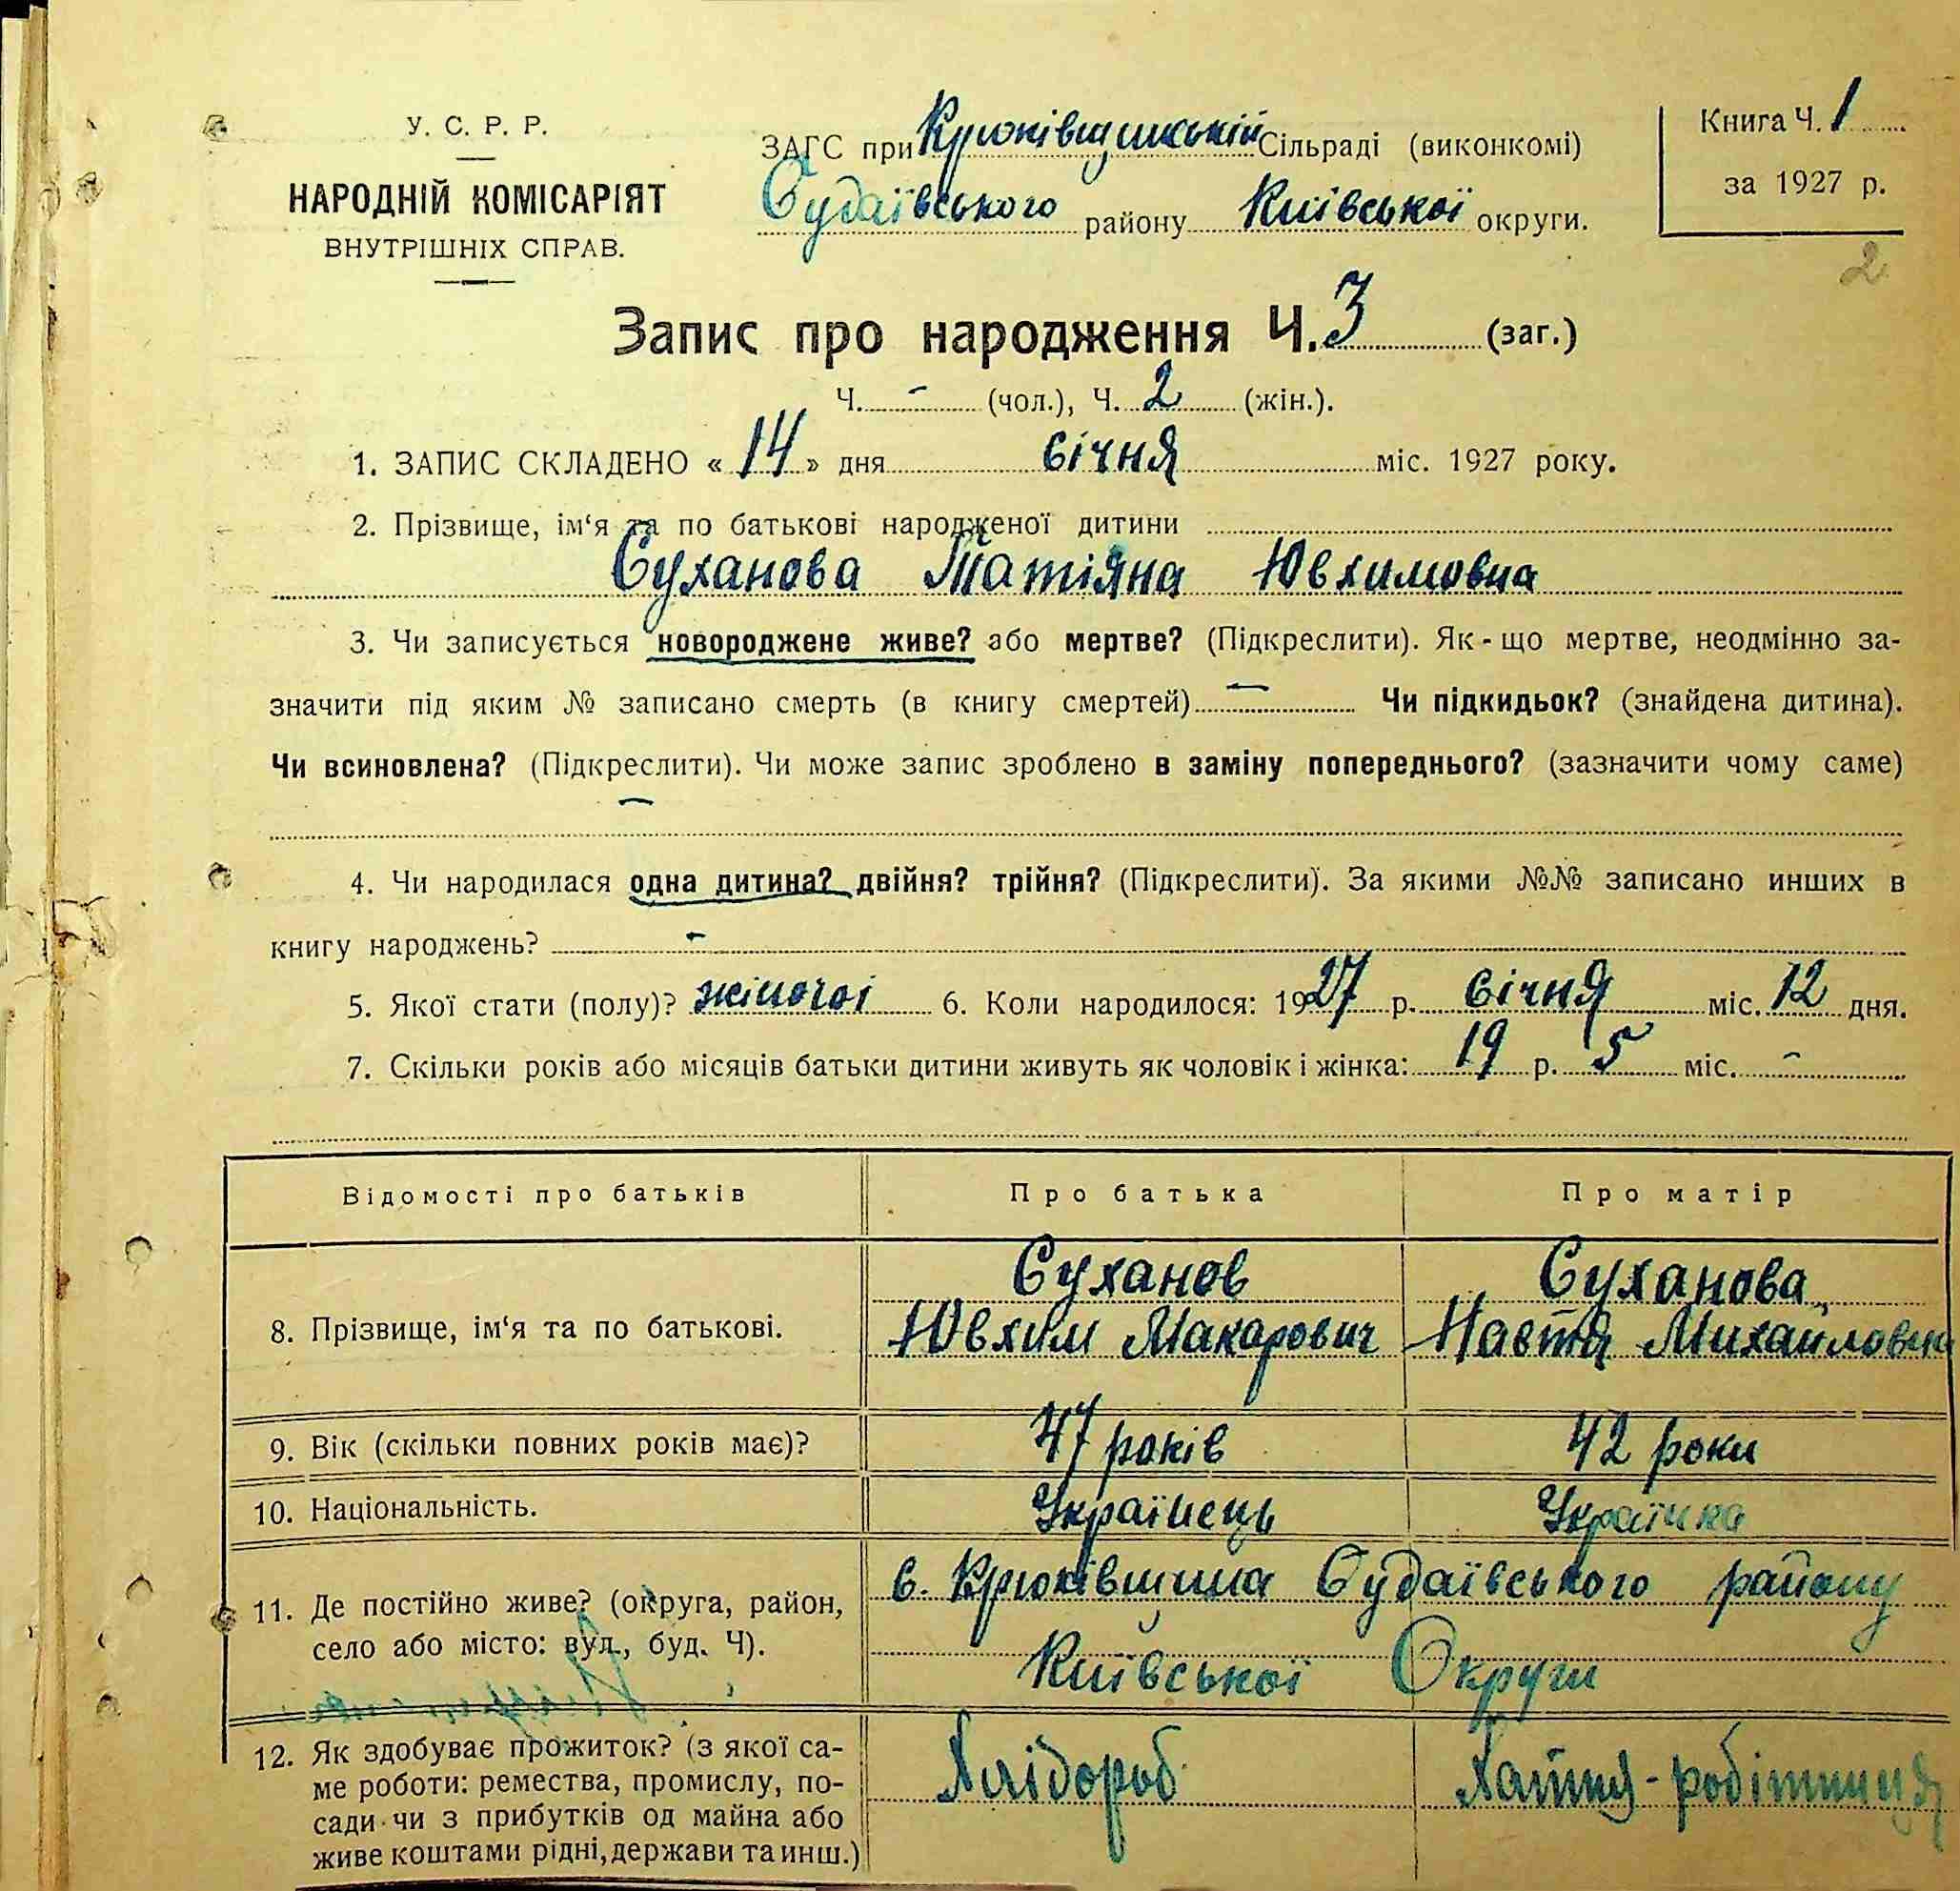 У. С. Р. Р.
НАРОДНІЙ КОМІСАРІЯТ
ВНУТРІШНІХ СПРАВ.
ЗАГС при Крюківщинській Сільраді (виконкомі)
Будаївського району Київської округи.
Книга Ч. 1
за 1927 р.
2
Запис про народження Ч. 3 (заг.)
Ч. - (чол.), Ч. 2 (жін.).
1. ЗАПИС СКЛАДЕНО « 14 » дня січня міс. 1927 року.
2. Прізвище, ім‘я та по батькові народженої дитини
Суханова Татіяна Ювхимовна
3. Чи записується новороджене живе? або мертве? (Підкреслити). Як-що мертве, неодмінно за-
значити під яким № записано смерть (в книгу смертей) - Чи підкидьок? (знайдена дитина).
Чи всиновлена? (Підкреслити). Чи може запис зроблено в заміну попереднього? (зазначити чому саме)
-
4. Чи народилася одна дитина? двійня? трійня? (Підкреслити). За якими №№ записано инших в
книгу народжень? -
5. Якої стати (полу)? жіночої 6. Коли народилося: 1927 р. січня міс. 12 дня.
7. Скільки років або місяців батьки дитини живуть як чоловік і жінка: 19 р. 5 міс. -
Відомості про батьків Про батька Про матір
8. Прізвище, ім‘я та по батькові.
Суханов
Ювхим Макарович
Суханова
Настя Михайловна
9. Вік (скільки повних років має)? 47 років 42 роки
10. Національність. Українець Українка
11. Де постійно живе? (округа, район,
село або місто: вул., буд. Ч).
с. Крюківщина Будаївського району
Київської Округи
12. Як здобуває прожиток? (з якої са-
ме роботи: ремества, промислу, по-
сади чи з прибутків од майна або
живе коштами рідні, держави та инш.)
Хлібороб
Хатня-робітниця